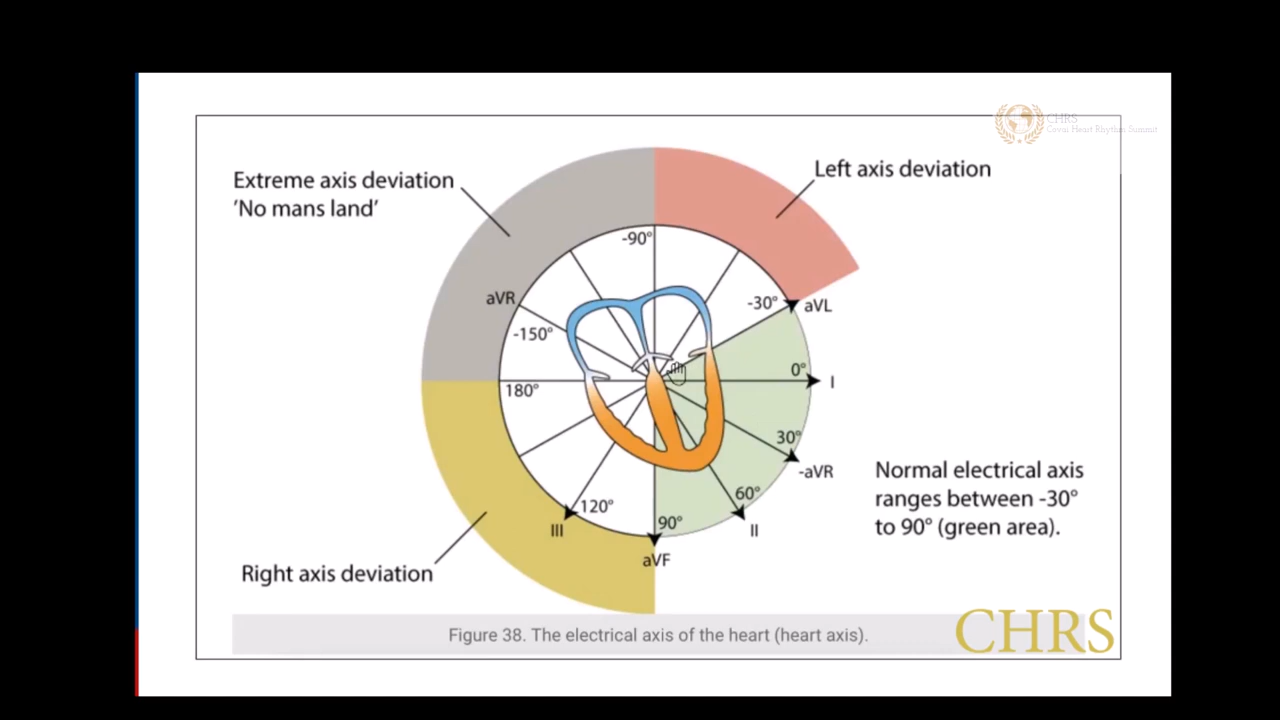 CHRS
Covai Heart Rhythm Summit
Extreme axis deviation
'No mans land'
Left axis deviation
-90°
aVR
-30°
aVL
-150°
0°
I
180°
30°
-aVR
Normal electrical axis
ranges between -30°
to 90° (green area).
60°
120°
90°
III
II
aVF
Right axis deviation
Figure 38. The electrical axis of the heart (heart axis).
CHRS